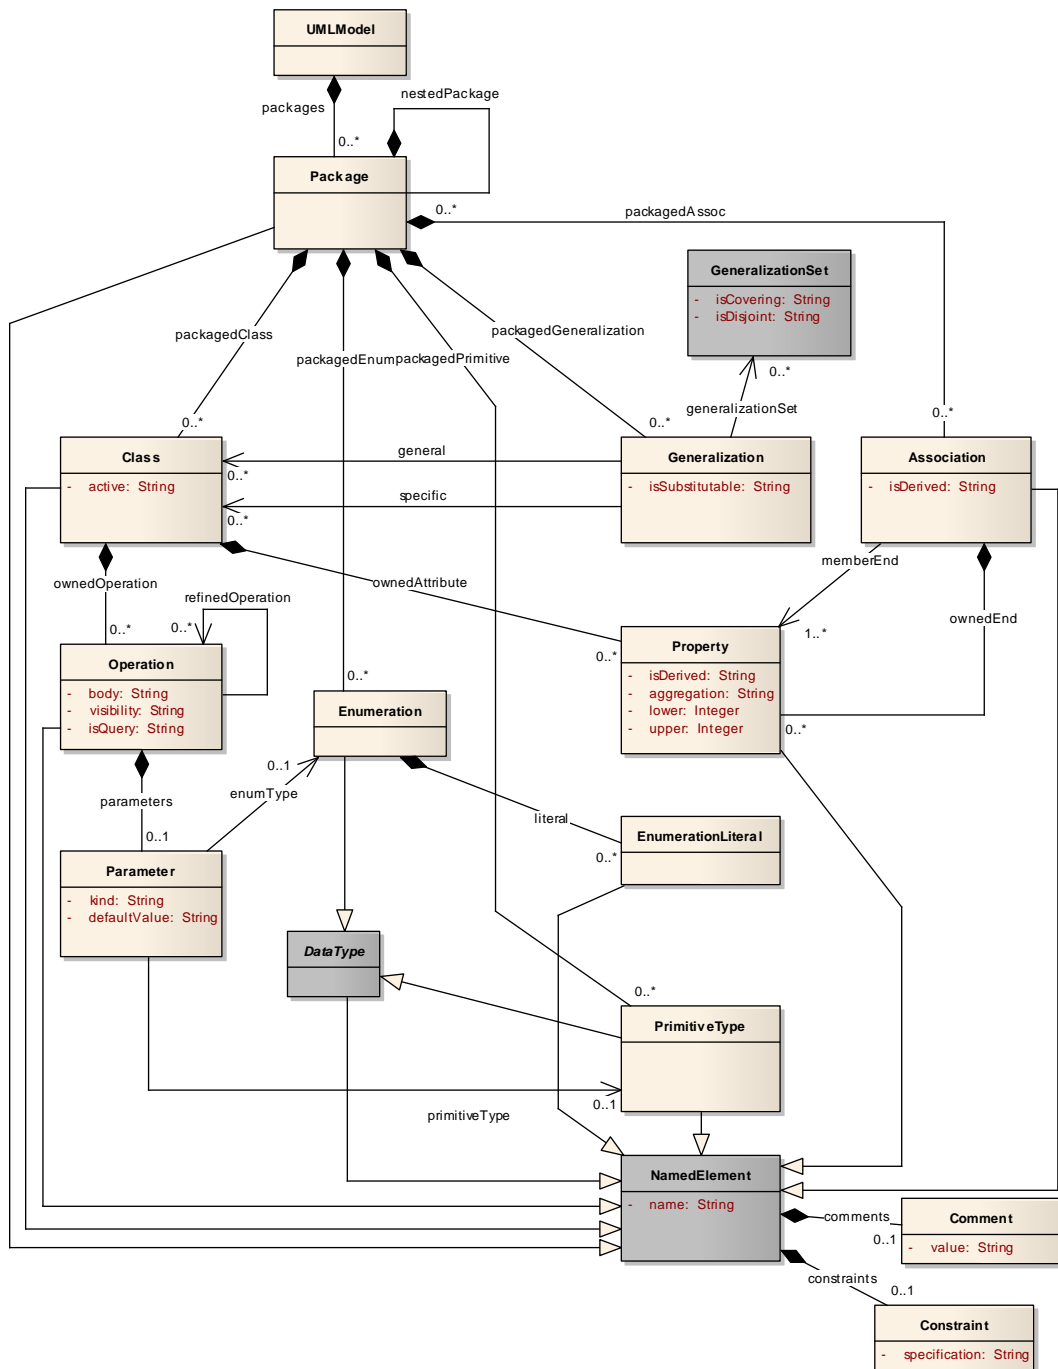 UMLModel
packages
nestedPackage
0..*
Package
0..*
packagedAssoc
GeneralizationSet
- isCovering: String
- isDisjoint: String
packagedClass
packagedEnum
packagedPrimitive
packagedGeneralization
0..*
generalizationSet
0..*
0..*
0..*
Class
- active: String
general
0..*
specific
0..*
Generalization
- isSubstitutable: String
Association
- isDerived: String
memberEnd
ownedOperation
ownedAttribute
refinedOperation
ownedEnd
0..*
0..*
1..*
Operation
- body: String
- visibility: String
- isQuery: String
0..*
Property
- isDerived: String
- aggregation: String
- lower: Integer
- upper: Integer
0..*
0..*
Enumeration
0..1
enumType
parameters
literal
0..1
EnumerationLiteral
0..*
Parameter
- kind: String
- defaultValue: String
DataType
0..*
PrimitiveType
0..1
primitiveType
NamedElement
- name: String
comments
0..1
Comment
- value: String
constraints
0..1
Constraint
- specification: String